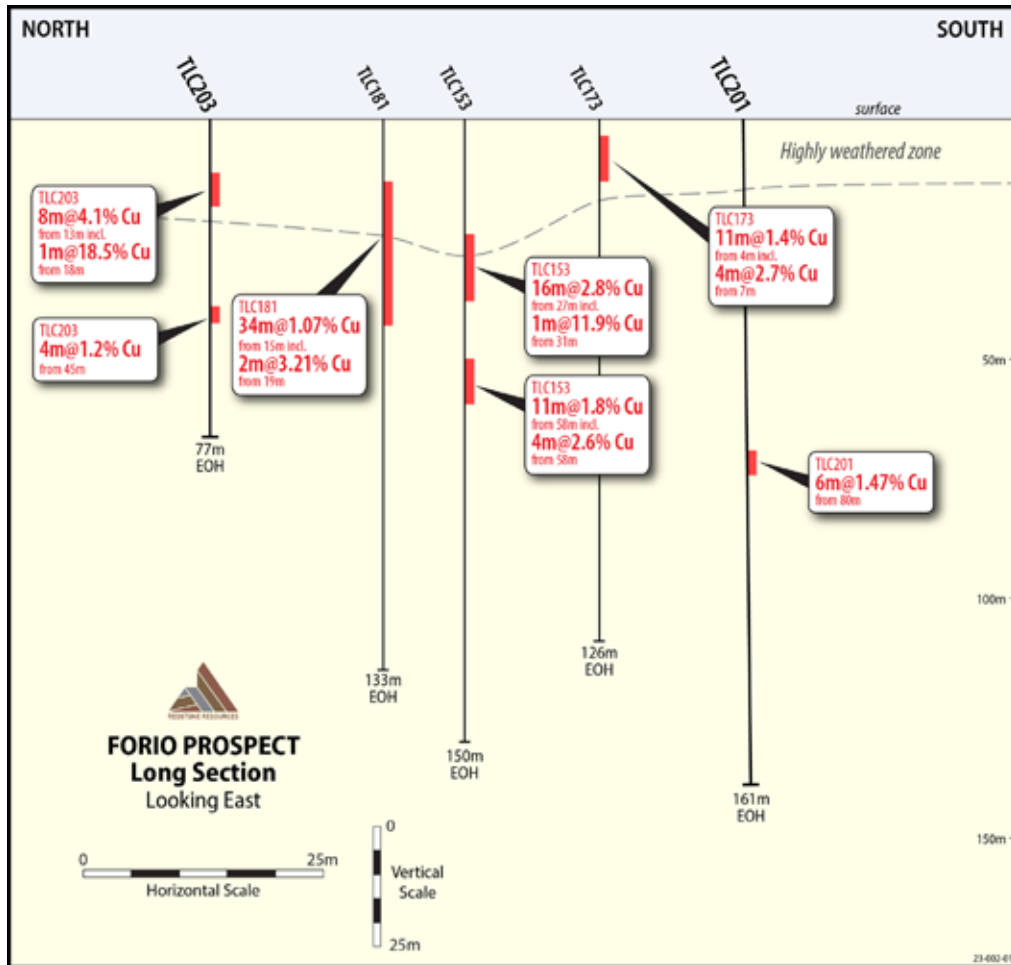 NORTH
SOUTH
TLC203
TLC181
TLC153
TLC173
TLC201
surface
Highly weathered zone
TLC203
8m@4.1% Cu
from 13m incl.
1m@18.5% Cu
from 18m
TLC203
4m@1.2% Cu
from 45m
TLC181
34m@1.07% Cu
from 15m incl.
2m@3.21% Cu
from 19m
TLC153
16m@2.8% Cu
from 27m incl.
1m@11.9% Cu
from 31m
TLC153
11m@1.8% Cu
from 58m incl.
4m@2.6% Cu
from 58m
TLC173
11m@1.4% Cu
from 4m incl.
4m@2.7% Cu
from 7m
TLC201
6m@1.47% Cu
from 80m
50m
100m
150m
77m
EOH
133m
EOH
150m
EOH
126m
EOH
161m
EOH
REDSTONE RESOURCES
FORIO PROSPECT
Long Section
Looking East
0 25m
Horizontal Scale
0
Vertical
Scale
25m
23-002-01